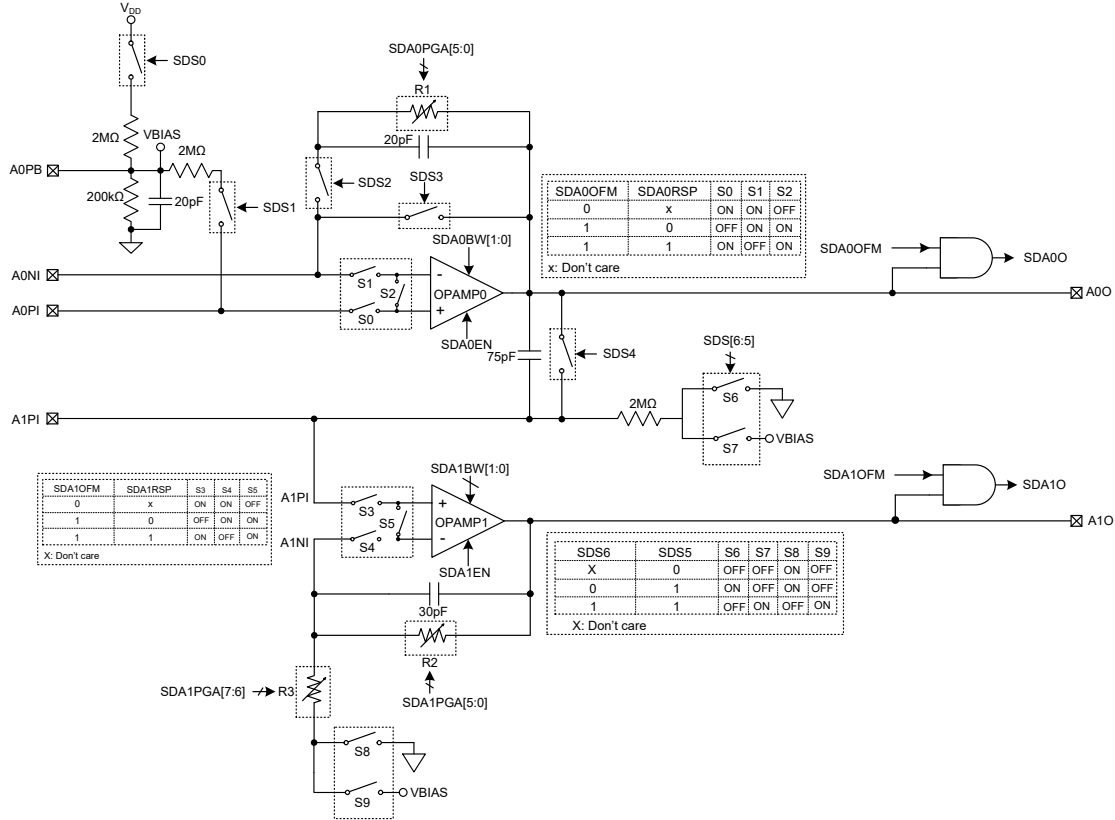 VDD
SDS0
SDA0PGA[5:0]
R1
2MΩ
VBIAS
2MΩ
20pF
A0PB
SDS2
SDS3
200kΩ
20pF
SDS1
SDA0OFM SDA0RSP S0 S1 S2
0 x ON ON OFF
1 0 OFF ON ON
1 1 ON OFF ON
x: Don't care
SDA0BW[1:0]
SDA0OFM
SDA0O
A0NI
S1
-
S2
OPAMP0
A0O
A0PI
S0
+
SDA0EN
75pF
SDS4
SDS[6:5]
S6
2MΩ
A1PI
S7
VBIAS
SDA1BW[1:0]
SDA1OFM
SDA1O
SDA1OFM SDA1RSP S3 S4 S5
0 x ON ON OFF
1 0 OFF ON ON
1 1 ON OFF ON
X: Don't care
A1PI
S3
+
S5
OPAMP1
A1O
A1NI
S4
-
SDA1EN
SDS6 SDS5 S6 S7 S8 S9
X 0 OFF OFF ON OFF
0 1 ON OFF ON OFF
1 1 OFF ON OFF ON
X: Don't care
30pF
R2
SDA1PGA[5:0]
SDA1PGA[7:6]
R3
S8
S9
VBIAS